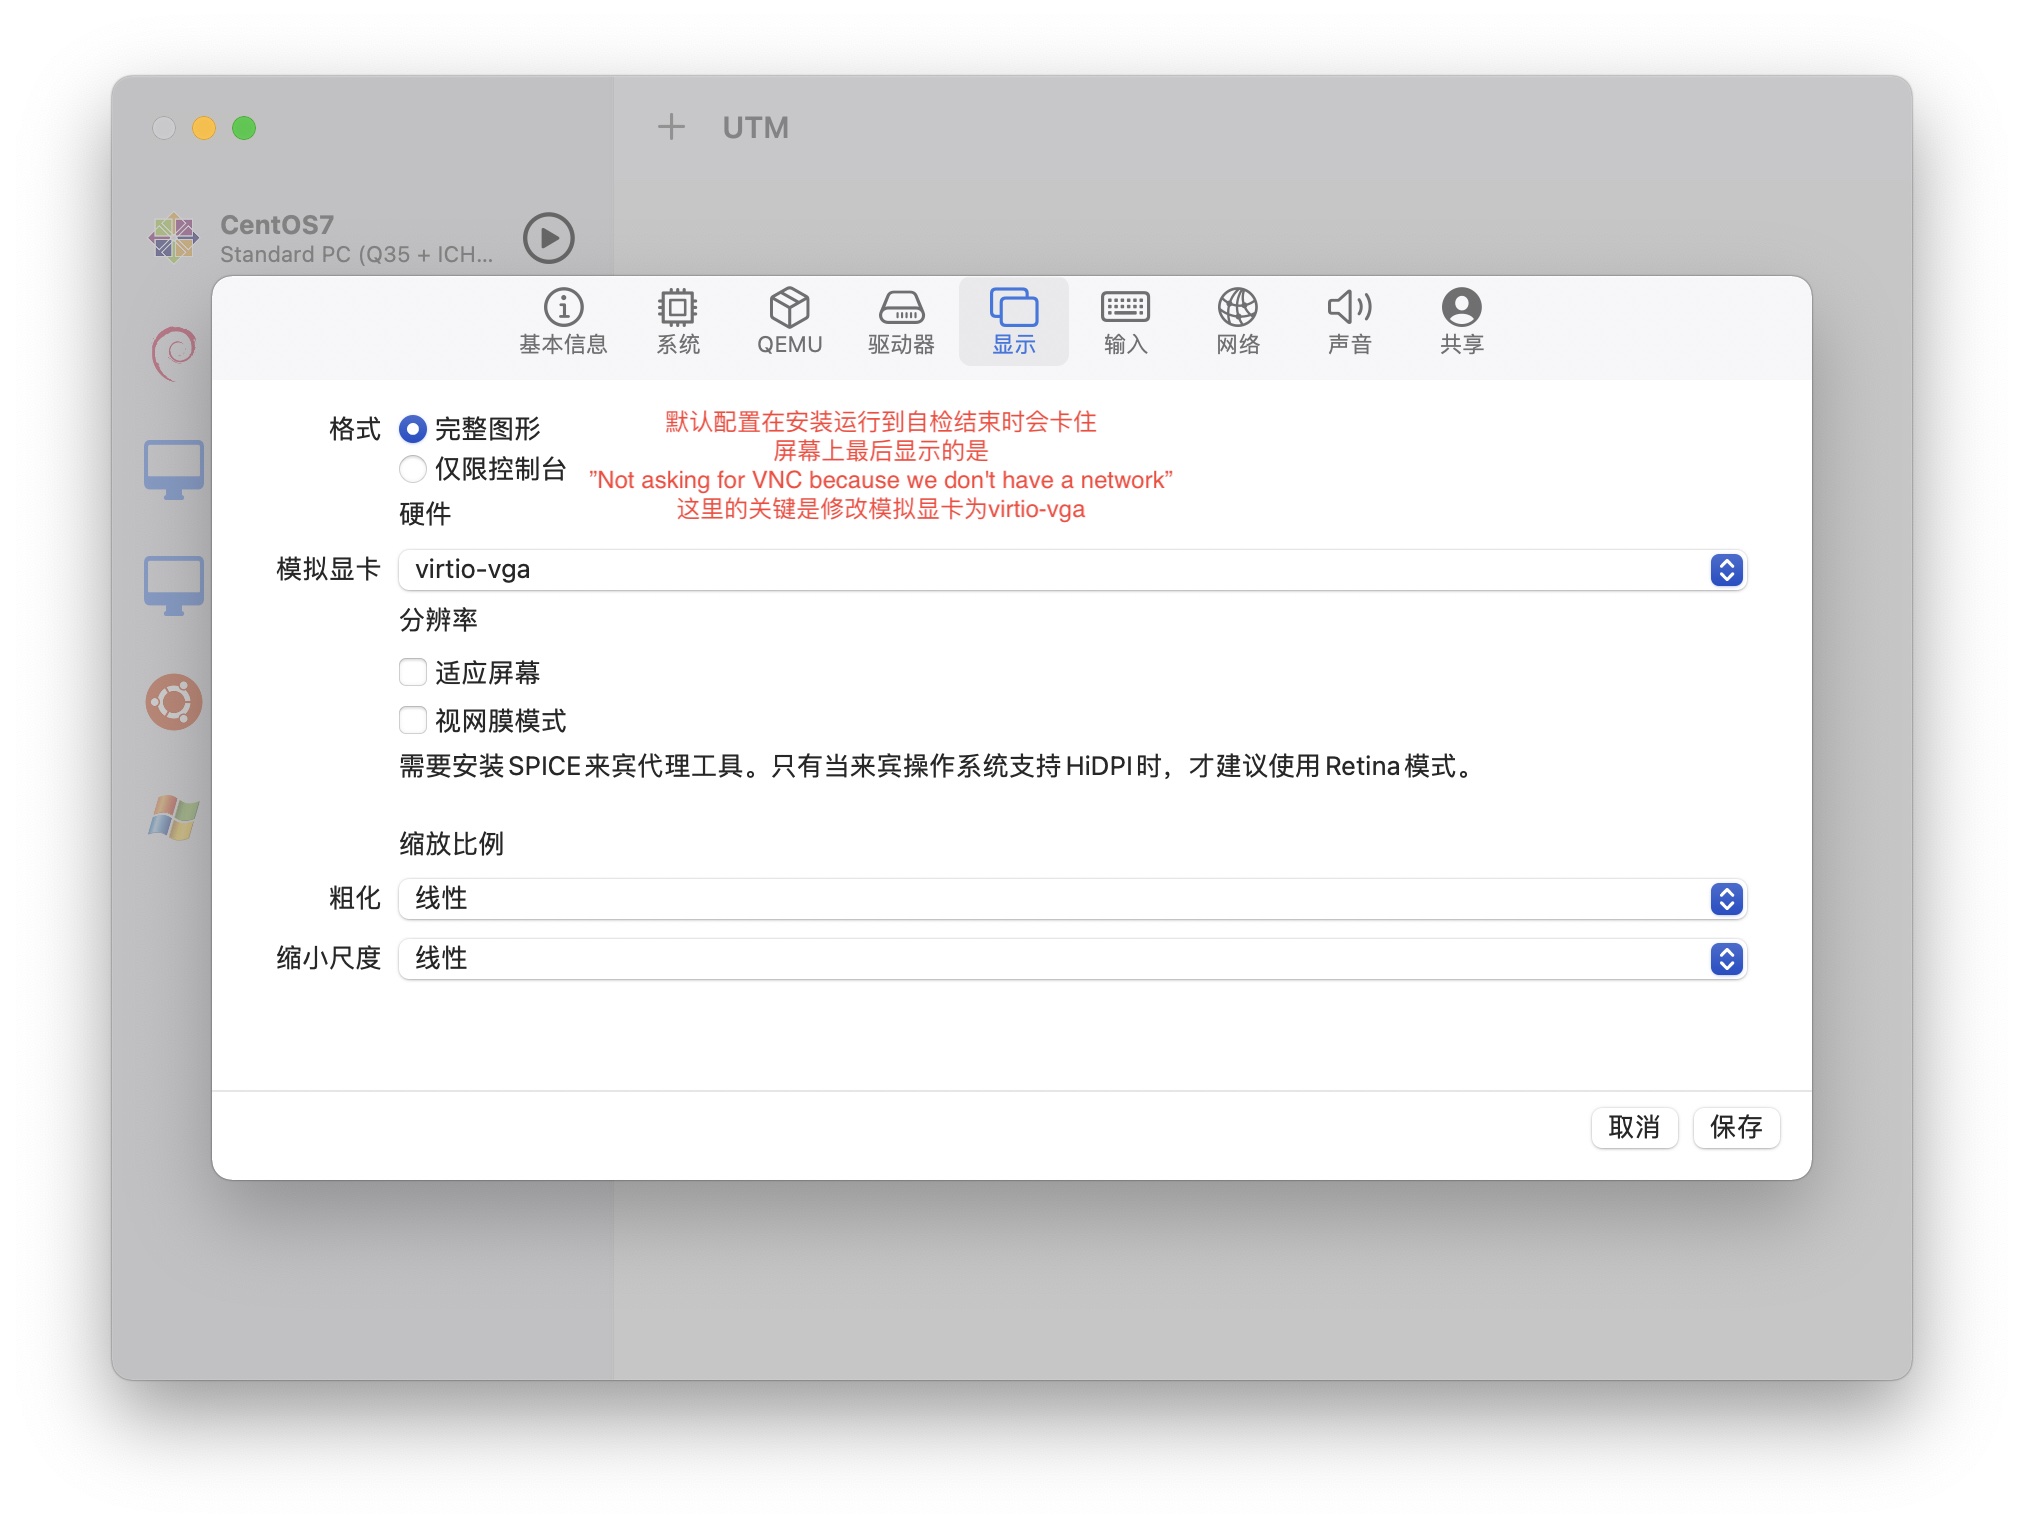 UTM
CentOS7
Standard PC (Q35 + ICH...
基本信息
系统
QEMU
驱动器
显示
输入
网络
声音
共享
格式
完整图形
仅限控制台
默认配置在安装运行到自检结束时会卡住
屏幕上最后显示的是
”Not asking for VNC because we don't have a network”
这里的关键是修改模拟显卡为virtio-vga
硬件
模拟显卡
virtio-vga
分辨率
适应屏幕
视网膜模式
需要安装SPICE来宾代理工具。只有当来宾操作系统支持HiDPI时，才建议使用Retina模式。
缩放比例
粗化
线性
缩小尺度
线性
取消
保存